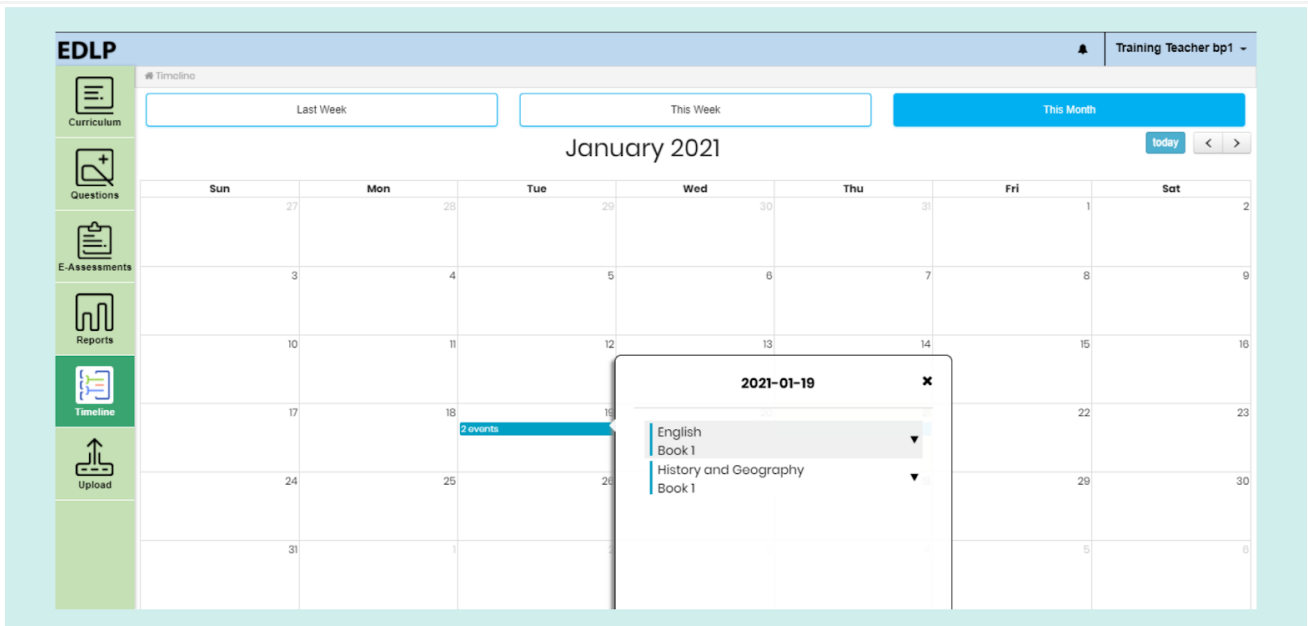 EDLP
Training Teacher bp1
Timeline
Last Week
This Week
This Month
January 2021
today
Sun Mon Tue Wed Thu Fri Sat
27 28 29 30 31 1 2
3 4 5 6 7 8 9
10 11 12 13 14 15 16
17 18 19 20 22 23
2 events
24 25 26 29 30
31 1 2 5 6
2021-01-19
English
Book 1
History and Geography
Book 1
Curriculum
Questions
E-Assessments
Reports
Timeline
Upload